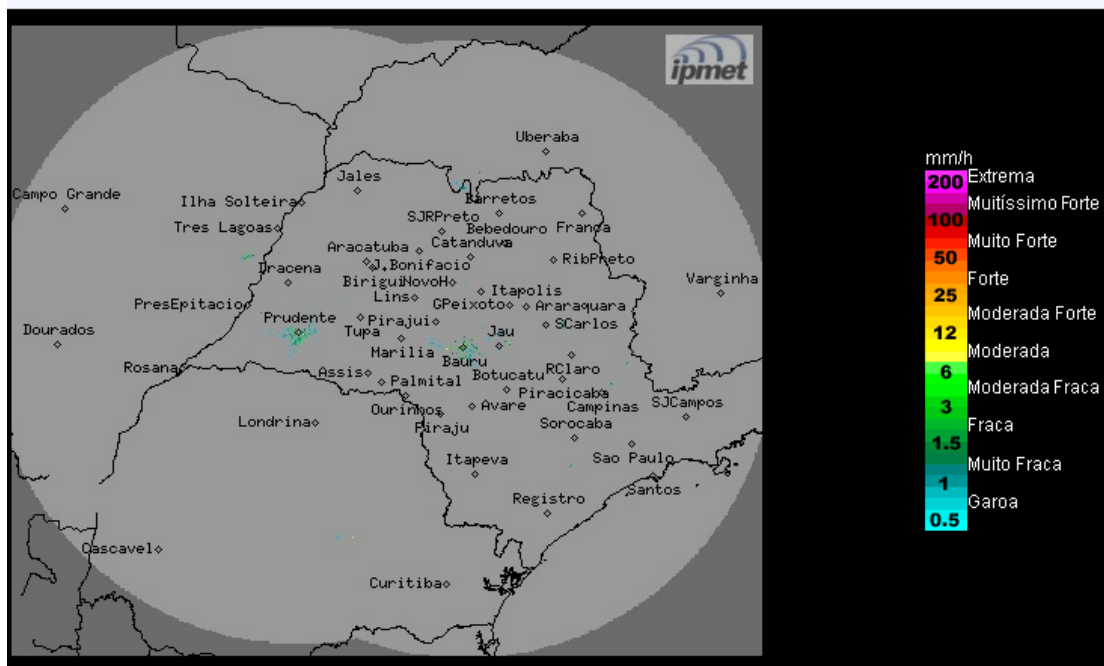 ipmet
Uberaba
Jales
Campo Grande
Ilha Solteira
Barretos
SJRPreto
Franca
Tres Lagoas
Bebedouro
Aracatuba
Catanduva
J.Bonifacio
RibPreto
Dracena
Birigui
NovoH
Itapolis
Varginha
Lins
PresEpitacio
GPeixoto
Araraquara
Prudente
Pirajui
SCarlos
Dourados
Tupa
Jau
Marilia
Bauru
Rosana
Assis
Botucatu
RClaro
Palmital
Piracicaba
Ourinhos
Avare
Campinas
SJCampos
Londrina
Piraju
Sorocaba
Itapeva
Sao Paulo
Santos
Registro
Cascavel
Curitiba
mm/h
200 Extrema
Muitíssimo Forte
100
Muito Forte
50
Forte
25
Moderada Forte
12
Moderada
6
Moderada Fraca
3
Fraca
1.5
Muito Fraca
1
Garoa
0.5